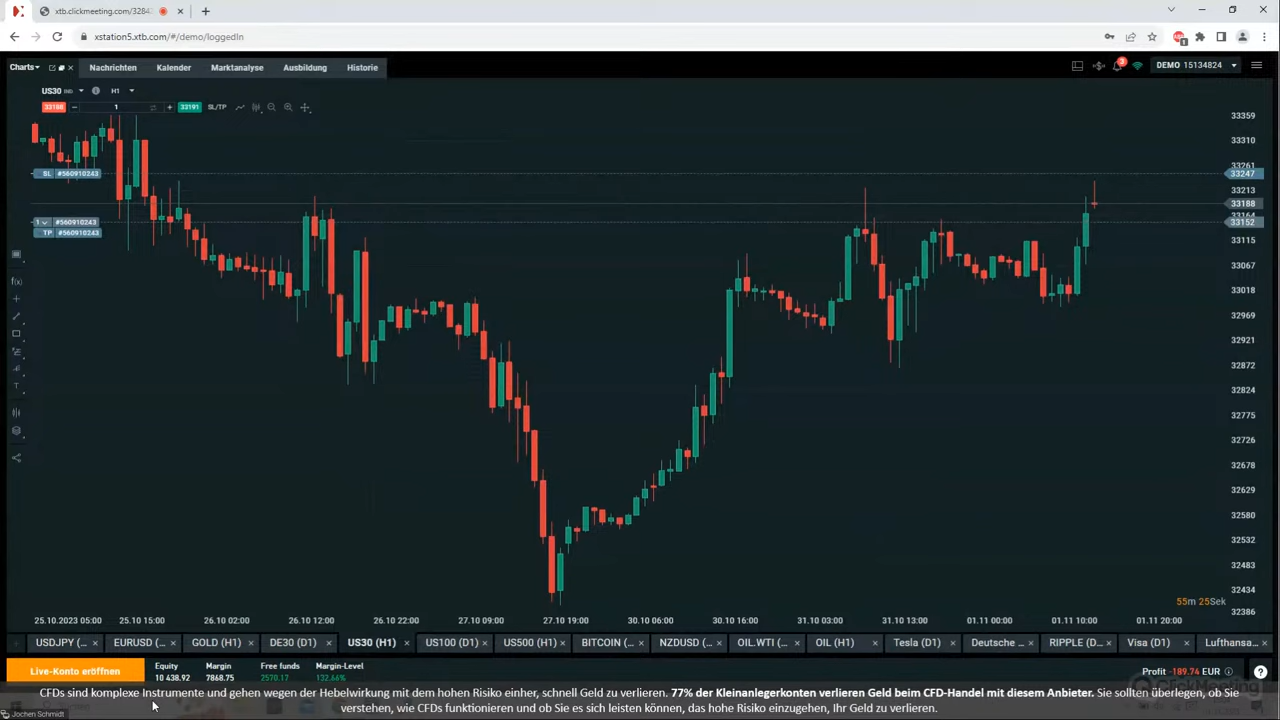 xtb.clickmeeting.com/3284
xstation5.xtb.com/#/demo/loggedIn
Charts Nachrichten Kalender Marktanalyse Ausbildung Historie
3 DEMO 15134824
US30 IND H1
33188 1 33191 SL/TP
33359
33310
33261
SL #560910243 33247
33213
33188
33164
1 #560910243 33152
TP #560910243
33115
33067
33018
32969
32921
32872
32824
32775
32726
32678
32629
32580
32532
32483
32434
32386
55m 25Sek
25.10.2023 05:00 25.10 15:00 26.10 02:00 26.10 12:00 26.10 22:00 27.10 09:00 27.10 19:00 30.10 06:00 30.10 16:00 31.10 03:00 31.10 13:00 01.11 00:00 01.11 10:00 01.11 20:00
USDJPY (... EURUSD (... GOLD (H1) DE30 (D1) US30 (H1) US100 (D1) US500 (H1) BITCOIN (... NZDUSD (... OIL.WTI (... OIL (H1) Tesla (D1) Deutsche ... RIPPLE (D... Visa (D1) Lufthansa...
Live-Konto eröffnen
Equity Margin Free funds Margin-Level
10 438.92 7868.75 2570.17 132.66%
Profit -189.74 EUR
CFDs sind komplexe Instrumente und gehen wegen der Hebelwirkung mit dem hohen Risiko einher, schnell Geld zu verlieren. 77% der Kleinanlegerkonten verlieren Geld beim CFD-Handel mit diesem Anbieter. Sie sollten überlegen, ob Sie
verstehen, wie CFDs funktionieren und ob Sie es sich leisten können, das hohe Risiko einzugehen, Ihr Geld zu verlieren.
Jochen Schmidt